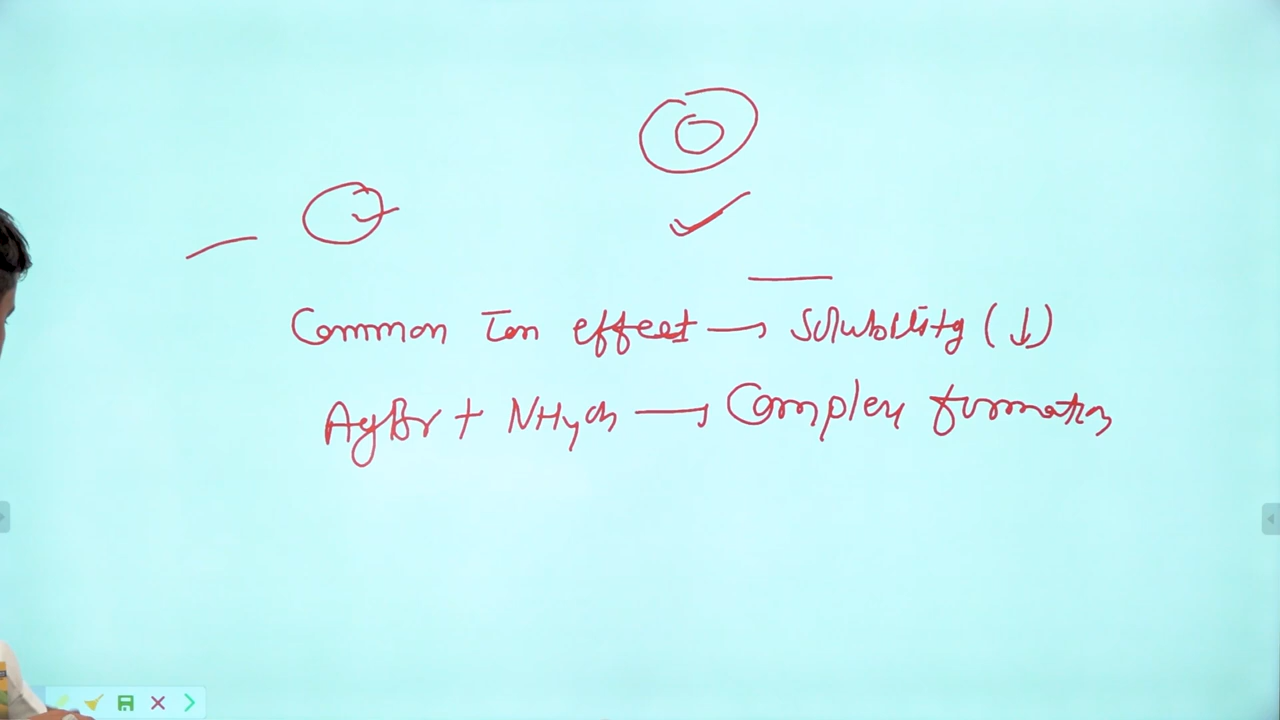 Common Ion effect → Solubility (↓)
AgBr + NH4OH → Complex formation